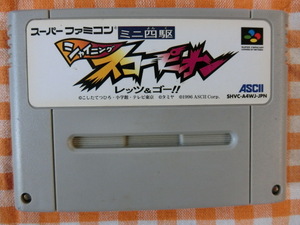 スーパーファミコン
ミニ四駆
シャイニング
スコーピオン
レッツ&ゴー!!
SUPER FAMICOM
©こしたてつひろ・小学館・テレビ東京 ©タミヤ ©1996 ASCII Corp.
ASCII
SHVC-A4WJ-JPN